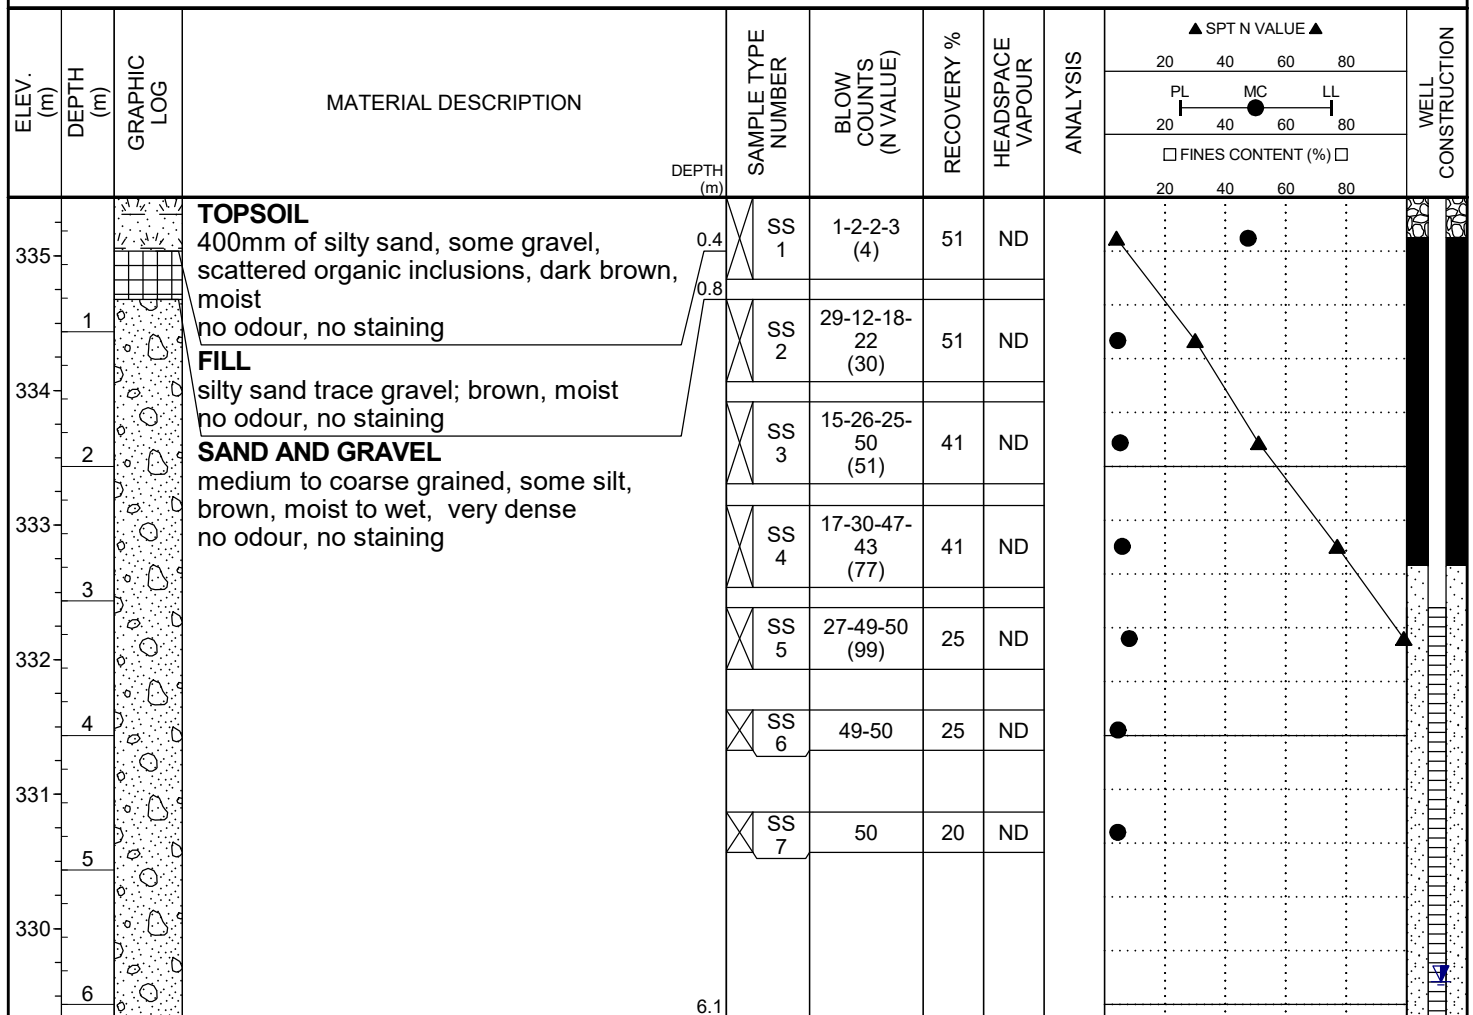 ELEV. (m)
DEPTH (m)
GRAPHIC LOG
MATERIAL DESCRIPTION
DEPTH (m)
SAMPLE TYPE NUMBER
BLOW COUNTS (N VALUE)
RECOVERY %
HEADSPACE VAPOUR
ANALYSIS
▲ SPT N VALUE ▲
20 40 60 80
PL MC LL
20 40 60 80
□ FINES CONTENT (%) □
20 40 60 80
WELL CONSTRUCTION
TOPSOIL
400mm of silty sand, some gravel,
scattered organic inclusions, dark brown,
moist
no odour, no staining
0.4
FILL
silty sand trace gravel; brown, moist
no odour, no staining
0.8
SAND AND GRAVEL
medium to coarse grained, some silt,
brown, moist to wet, very dense
no odour, no staining
6.1
335
334
333
332
331
330
1
2
3
4
5
6
SS 1
1-2-2-3
(4)
51
ND
SS 2
29-12-18-
22
(30)
51
ND
SS 3
15-26-25-
50
(51)
41
ND
SS 4
17-30-47-
43
(77)
41
ND
SS 5
27-49-50
(99)
25
ND
SS 6
49-50
25
ND
SS 7
50
20
ND